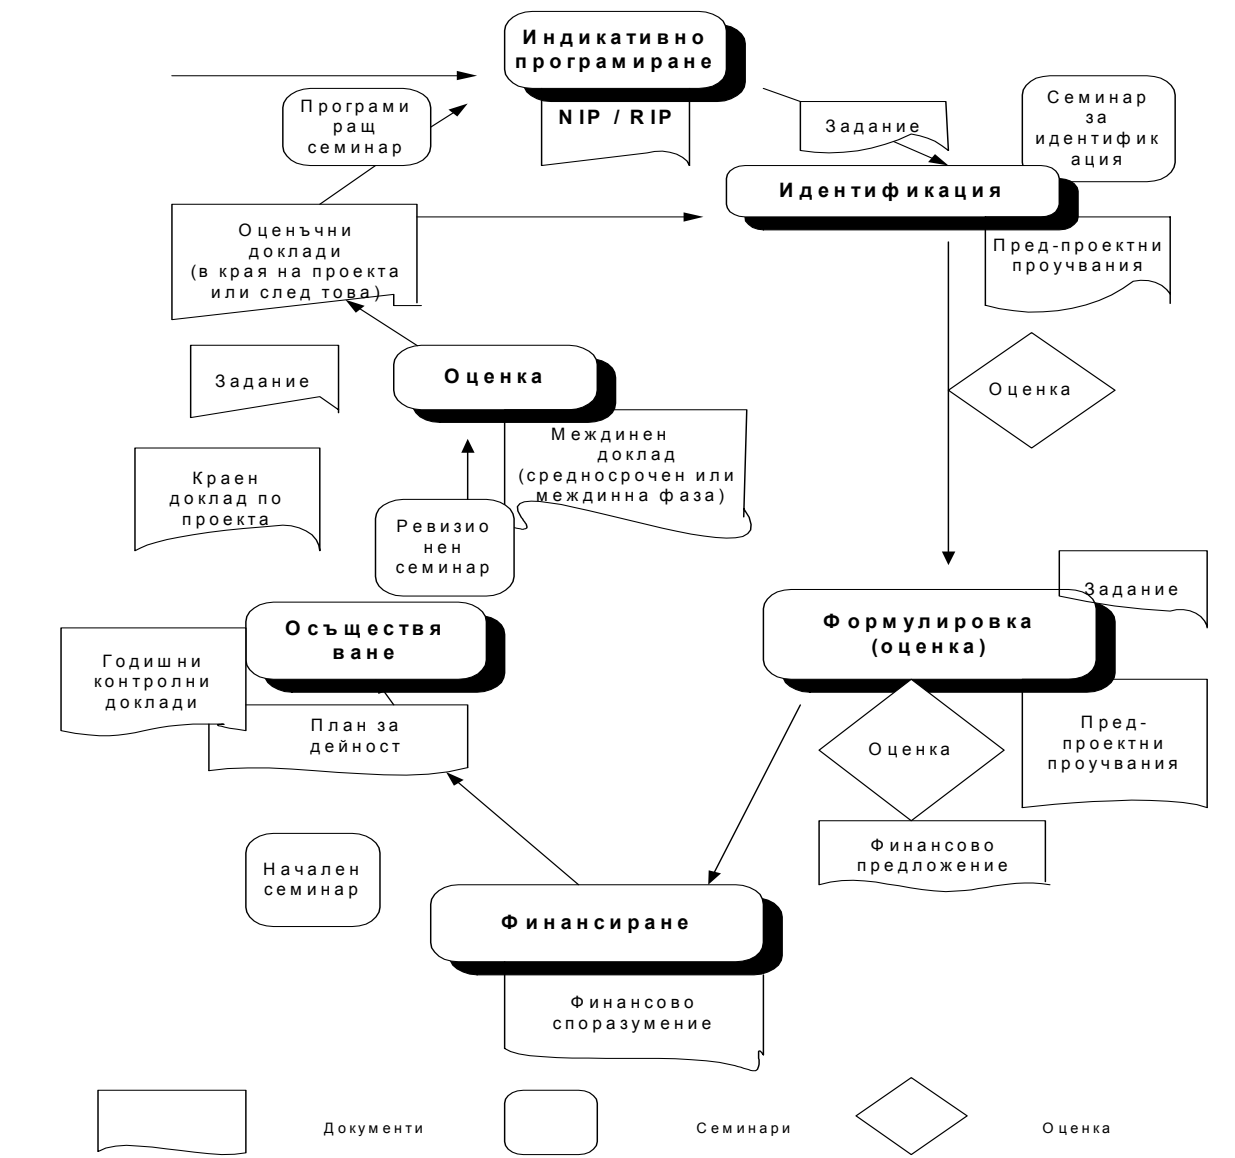 Индикативно
програмиране
NIP / RIP
Програми
ращ
семинар
Задание
Семинар
за
идентифик
ация
Идентификация
Оценъчни
доклади
(в края на проекта
или след това)
Пред-проектни
проучвания
Оценка
Задание
Оценка
Междинен
доклад
(средносрочен или
междинна фаза)
Краен
доклад по
проекта
Ревизио
нен
семинар
Задание
Осъществя
ване
Формулировка
(оценка)
Годишни
контролни
доклади
План за
дейност
Оценка
Пред-
проектни
проучвания
Финансово
предложение
Начален
семинар
Финансиране
Финансово
споразумение
Документи
Семинари
Оценка